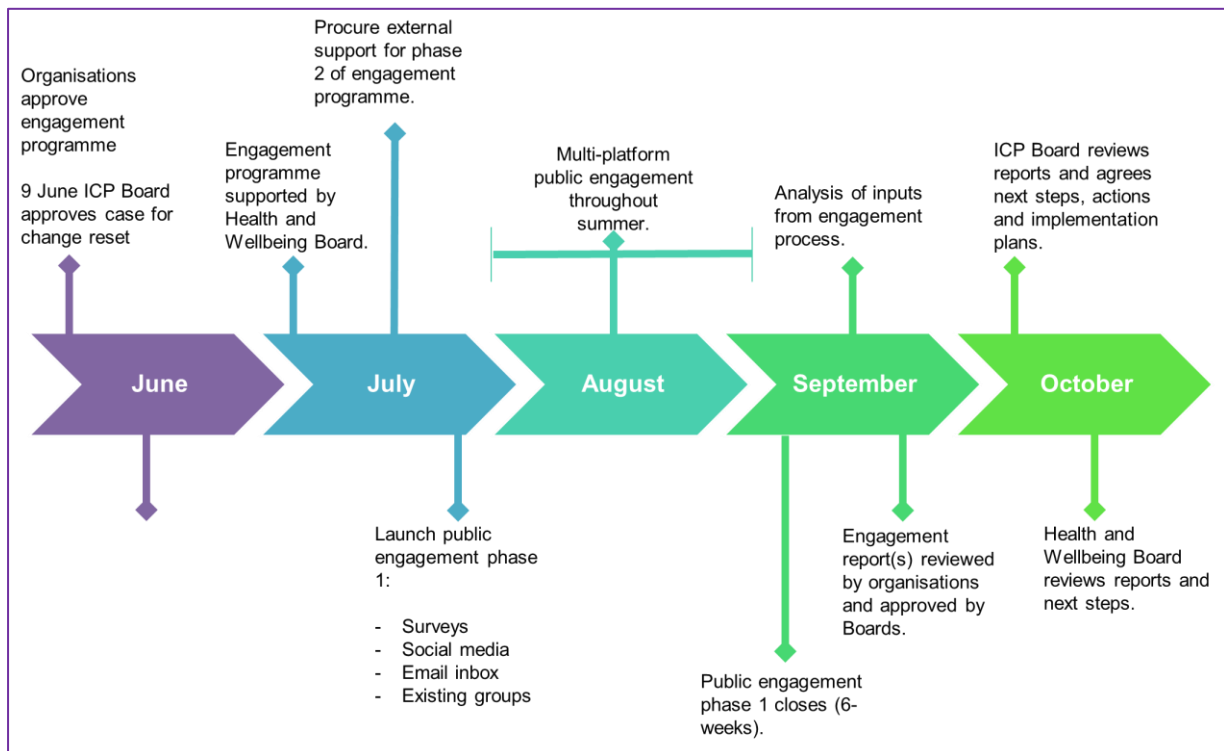 Organisations
approve
engagement
programme
9 June ICP Board
approves case for
change reset
Engagement
programme
supported by
Health and
Wellbeing Board.
Procure external
support for phase
2 of engagement
programme.
Multi-platform
public engagement
throughout
summer.
Analysis of inputs
from engagement
process.
ICP Board reviews
reports and agrees
next steps, actions
and implementation
plans.
June
July
August
September
October
Launch public
engagement phase
1:
- Surveys
- Social media
- Email inbox
- Existing groups
Public engagement
phase 1 closes (6-
weeks).
Engagement
report(s) reviewed
by organisations
and approved by
Boards.
Health and
Wellbeing Board
reviews reports and
next steps.